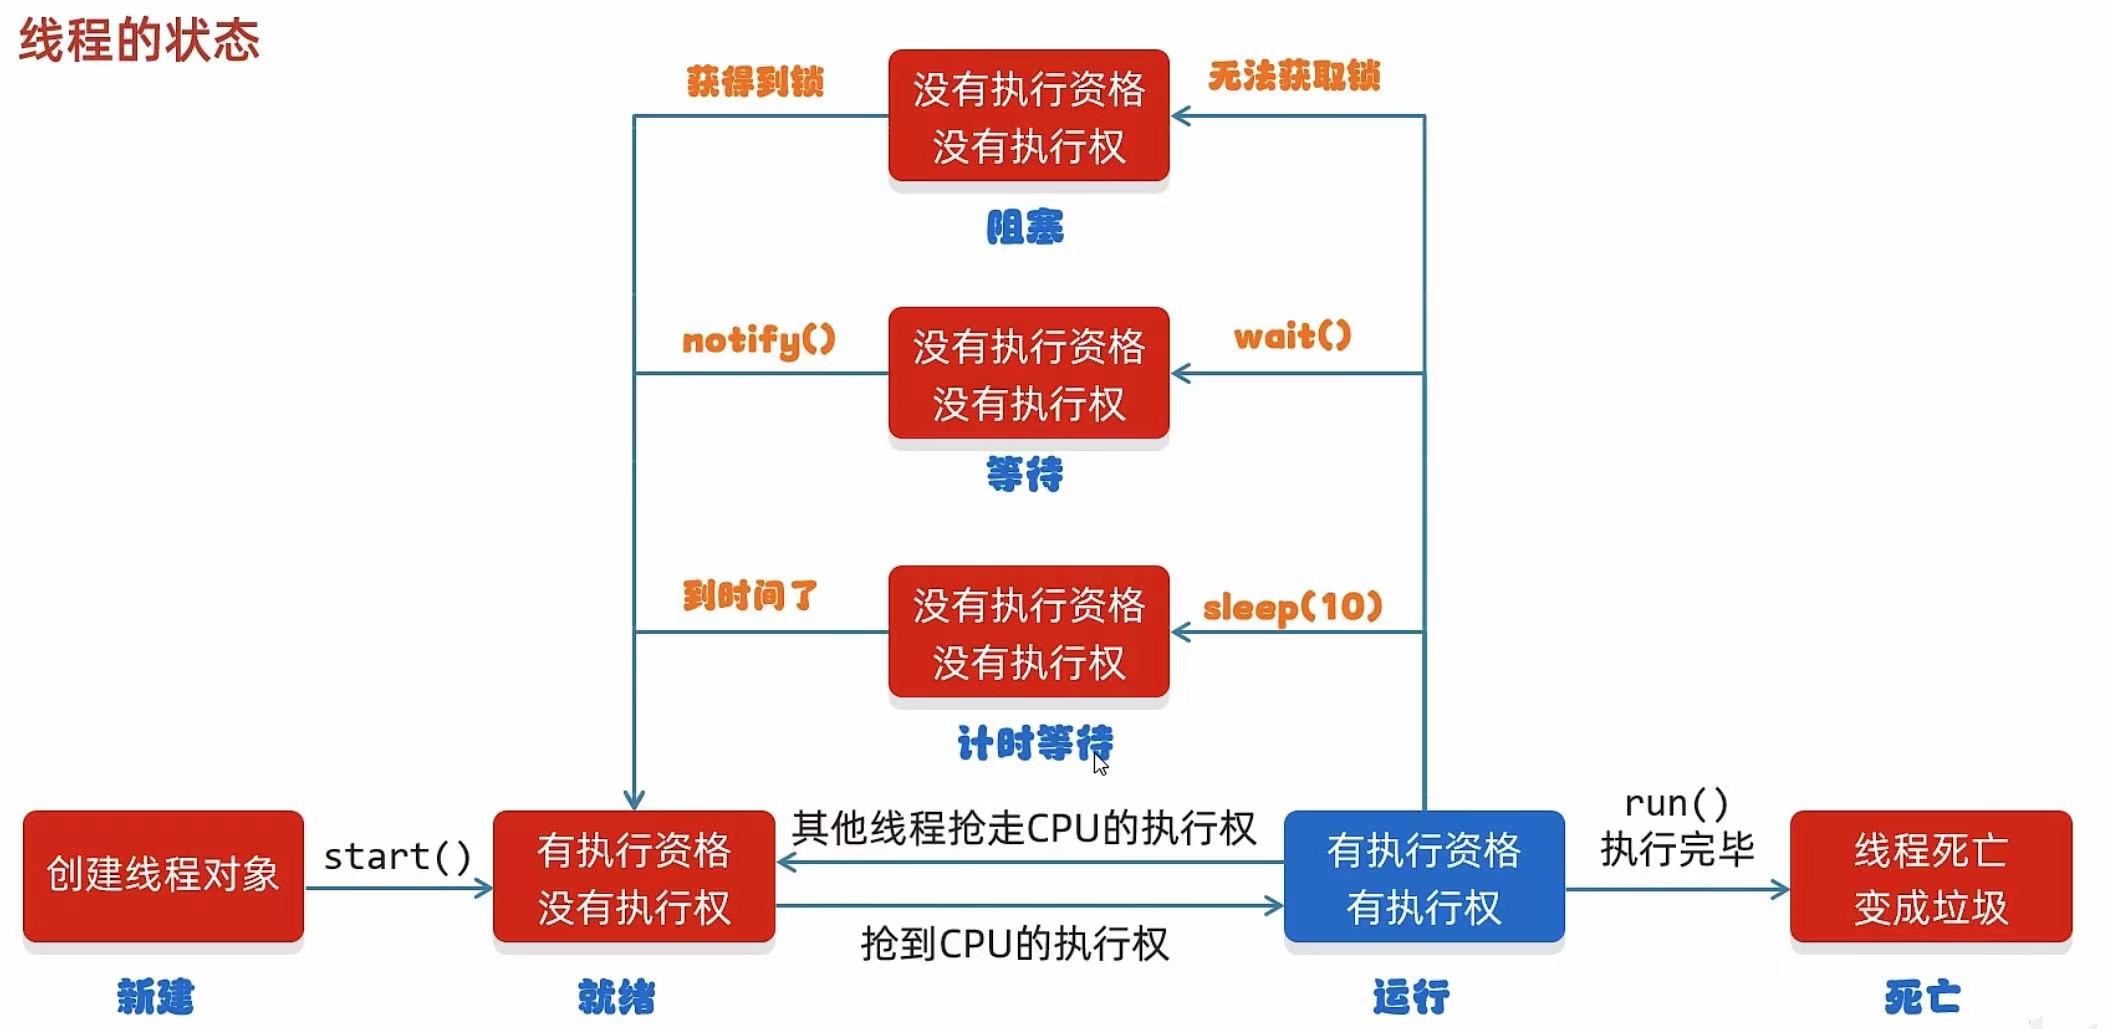 线程的状态
获得到锁
没有执行资格
没有执行权
无法获取锁
阻塞
notify()
没有执行资格
没有执行权
wait()
等待
到时间了
没有执行资格
没有执行权
sleep(10)
计时等待
创建线程对象
新建
start()
有执行资格
没有执行权
就绪
其他线程抢走CPU的执行权
抢到CPU的执行权
有执行资格
有执行权
运行
run()
执行完毕
线程死亡
变成垃圾
死亡